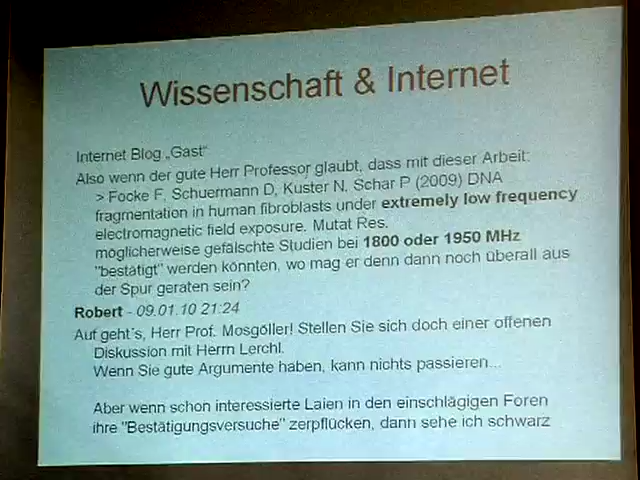 Wissenschaft & Internet
Internet Blog „Gast“
Also wenn der gute Herr Professor glaubt, dass mit dieser Arbeit:
> Focke F, Schuermann D, Kuster N, Schar P (2009) DNA
fragmentation in human fibroblasts under extremely low frequency
electromagnetic field exposure. Mutat Res.
möglicherweise gefälschte Studien bei 1800 oder 1950 MHz
"bestätigt" werden könnten, wo mag er denn dann noch überall aus
der Spur geraten sein?
Robert - 09.01.10 21:24
Auf geht´s, Herr Prof. Mosgöller! Stellen Sie sich doch einer offenen
Diskussion mit Herrn Lerchl.
Wenn Sie gute Argumente haben, kann nichts passieren...
Aber wenn schon interessierte Laien in den einschlägigen Foren
ihre "Bestätigungsversuche" zerpflücken, dann sehe ich schwarz